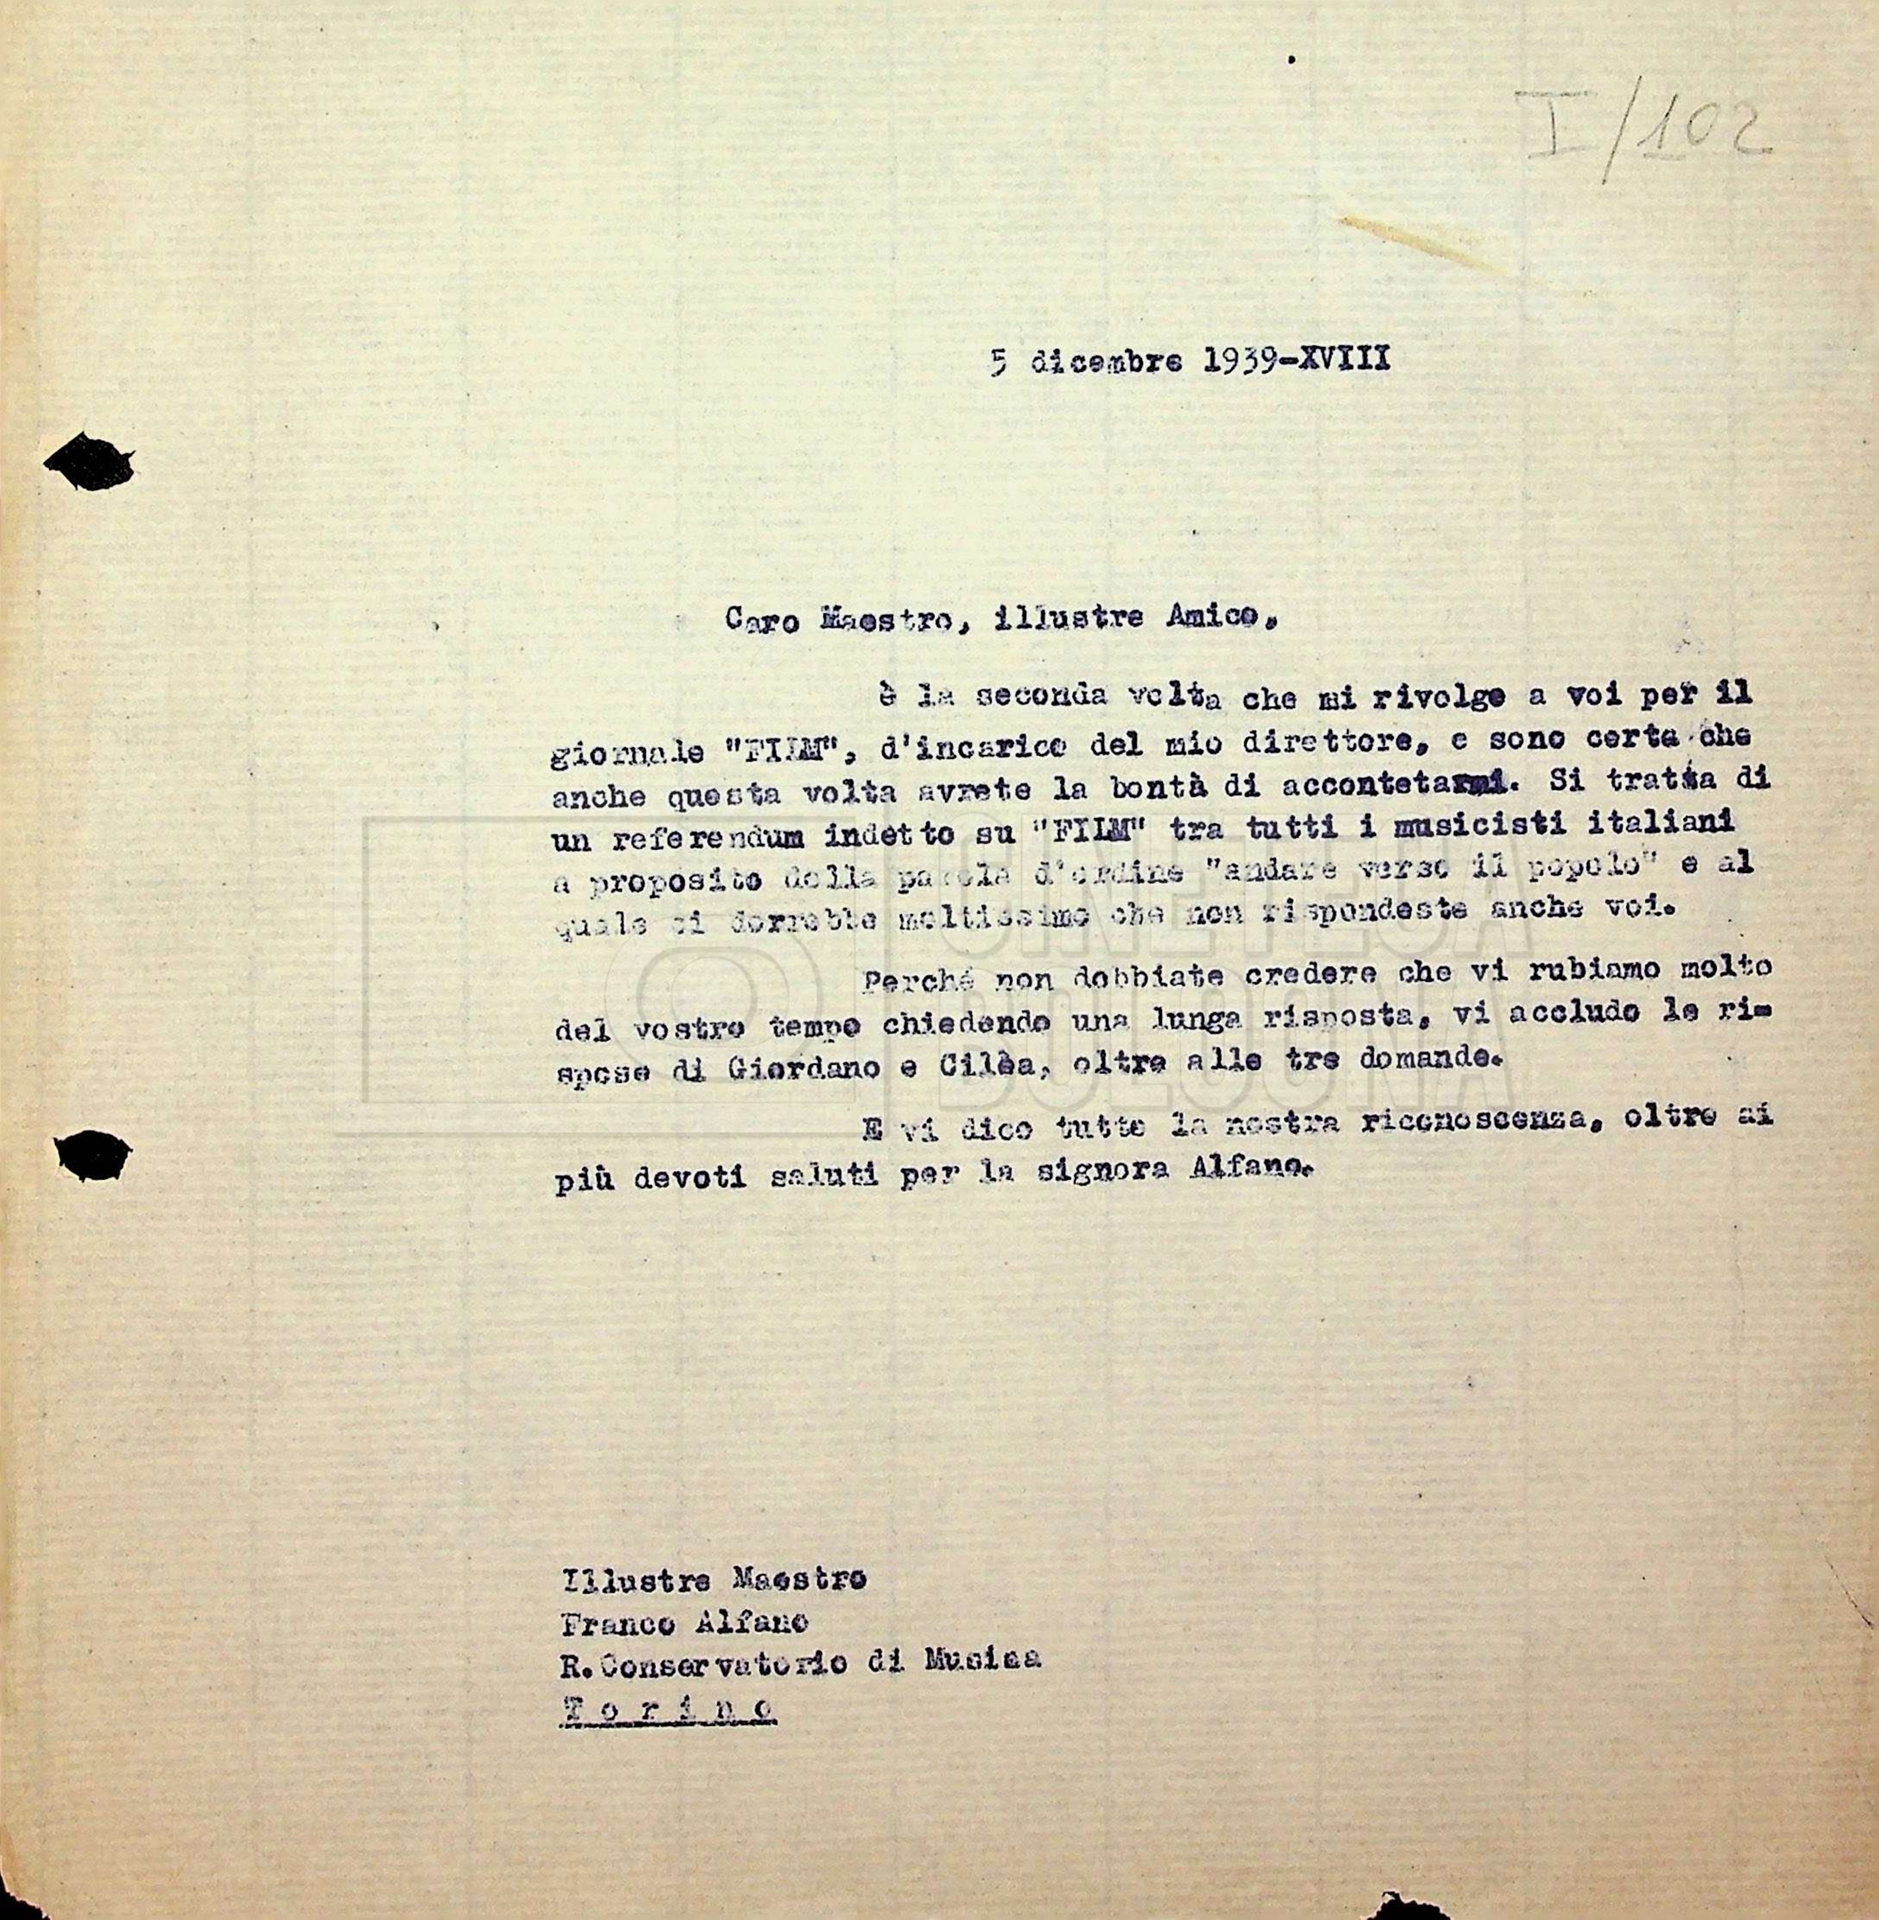 I/102
5 dicembre 1939-XVIII
Caro Maestro, illustre Amico,
è la seconda volta che mi rivolgo a voi per il
giornale "FILM", d'incarico del mio direttore, e sono certa che
anche questa volta avrete la bontà di accontetarmi. Si tratta di
un referendum indetto su "FILM" tra tutti i musicisti italiani
a proposito della parola d'ordine "andare verso il popolo" e al
quale ci dorrebbe moltissimo che non rispondeste anche voi.
Perché non dobbiate credere che vi rubiamo molto
del vostro tempo chiedendo una lunga risposta, vi accludo le ri=
spose di Giordano e Cilèa, oltre alle tre domande.
E vi dico tutte la nostra riconoscenza, oltre ai
più devoti saluti per la signora Alfano.
CINETECA
BOLOGNA
Illustre Maestro
Franco Alfano
R.Conservatorio di Musica
T o r i n o